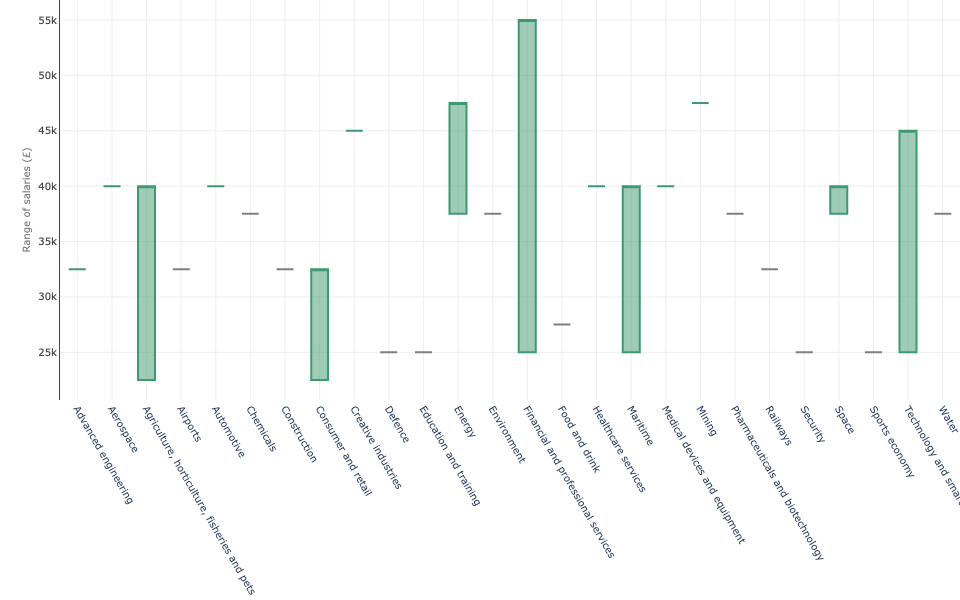 55k
50k
45k
40k
35k
30k
25k
Range of salaries (£)
Advanced engineering
Aerospace
Agriculture, horticulture, fisheries and pets
Airports
Automotive
Chemicals
Construction
Consumer and retail
Creative industries
Defence
Education and training
Energy
Environment
Financial and professional services
Food and drink
Healthcare services
Maritime
Medical devices and equipment
Mining
Pharmaceuticals and biotechnology
Railways
Security
Space
Sports economy
Technology and
Water